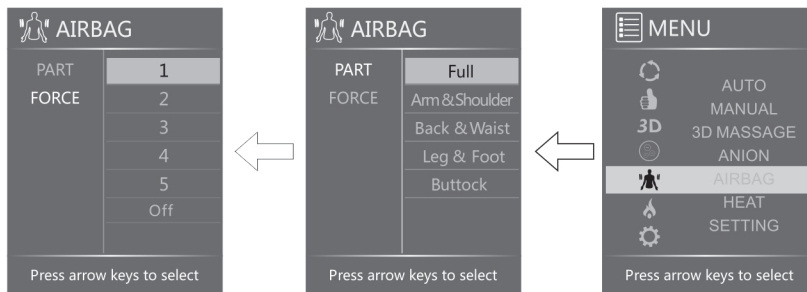 AIRBAG
PART
FORCE
1
2
3
4
5
Off
Press arrow keys to select
AIRBAG
PART
FORCE
Full
Arm & Shoulder
Back & Waist
Leg & Foot
Buttock
Press arrow keys to select
MENU
AUTO
MANUAL
3D
3D MASSAGE
ANION
AIRBAG
HEAT
SETTING
Press arrow keys to select